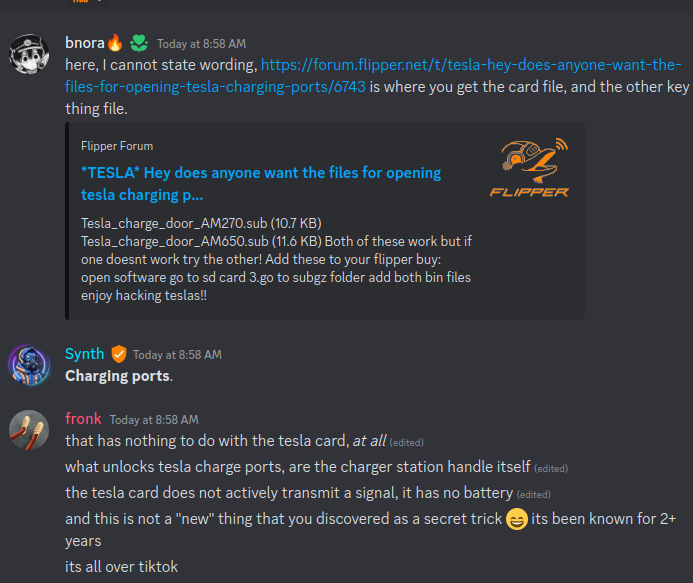 bnora🔥 Today at 8:58 AM
here, I cannot state wording, https://forum.flipper.net/t/tesla-hey-does-anyone-want-the-
files-for-opening-tesla-charging-ports/6743 is where you get the card file, and the other key
thing file.
Flipper Forum
*TESLA* Hey does anyone want the files for opening
tesla charging p...
FLIPPER
Tesla_charge_door_AM270.sub (10.7 KB)
Tesla_charge_door_AM650.sub (11.6 KB) Both of these work but if
one doesnt work try the other! Add these to your flipper buy:
open software go to sd card 3.go to subgz folder add both bin files
enjoy hacking teslas!!
Synth Today at 8:58 AM
Charging ports.
fronk Today at 8:58 AM
that has nothing to do with the tesla card, at all (edited)
what unlocks tesla charge ports, are the charger station handle itself (edited)
the tesla card does not actively transmit a signal, it has no battery (edited)
and this is not a "new" thing that you discovered as a secret trick 😄 its been known for 2+
years
its all over tiktok